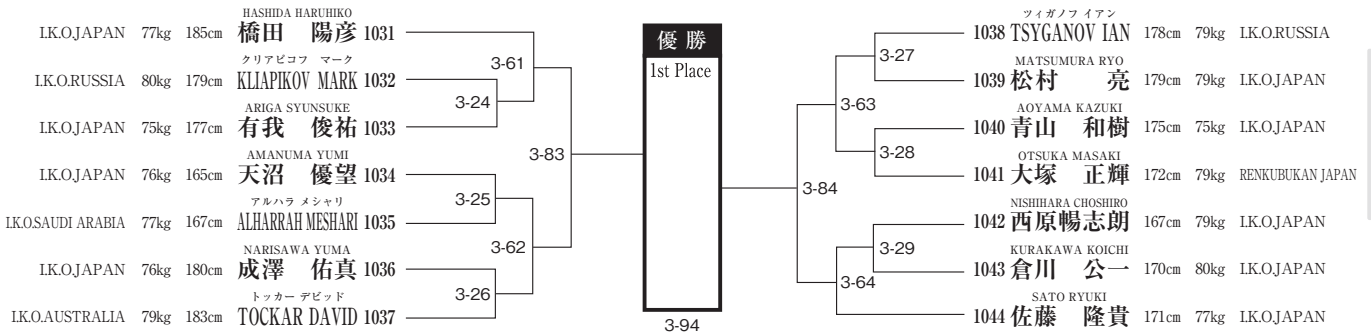 HASHIDA HARUHIKO
I.K.O.JAPAN 77kg 185cm 橋田 陽彦 1031
クリアピコフ マーク
I.K.O.RUSSIA 80kg 179cm KLIAPIKOV MARK 1032
ARIGA SYUNSUKE
I.K.O.JAPAN 75kg 177cm 有我 俊祐 1033
AMANUMA YUMI
I.K.O.JAPAN 76kg 165cm 天沼 優望 1034
アルハラ メシャリ
I.K.O.SAUDI ARABIA 77kg 167cm ALHARRAH MESHARI 1035
NARISAWA YUMA
I.K.O.JAPAN 76kg 180cm 成澤 佑真 1036
トッカー デビッド
I.K.O.AUSTRALIA 79kg 183cm TOCKAR DAVID 1037
3-61
3-24
3-83
3-25
3-62
3-26
優勝
1st Place
3-94
ツィガノフ イアン
1038 TSYGANOV IAN 178cm 79kg I.K.O.RUSSIA
MATSUMURA RYO
1039 松村 亮 179cm 79kg I.K.O.JAPAN
AOYAMA KAZUKI
1040 青山 和樹 175cm 75kg I.K.O.JAPAN
OTSUKA MASAKI
1041 大塚 正輝 172cm 79kg RENKUBUKAN JAPAN
NISHIHARA CHOSHIRO
1042 西原暢志朗 167cm 79kg I.K.O.JAPAN
KURAKAWA KOICHI
1043 倉川 公一 170cm 80kg I.K.O.JAPAN
SATO RYUKI
1044 佐藤 隆貴 171cm 77kg I.K.O.JAPAN
3-27
3-63
3-28
3-84
3-29
3-64